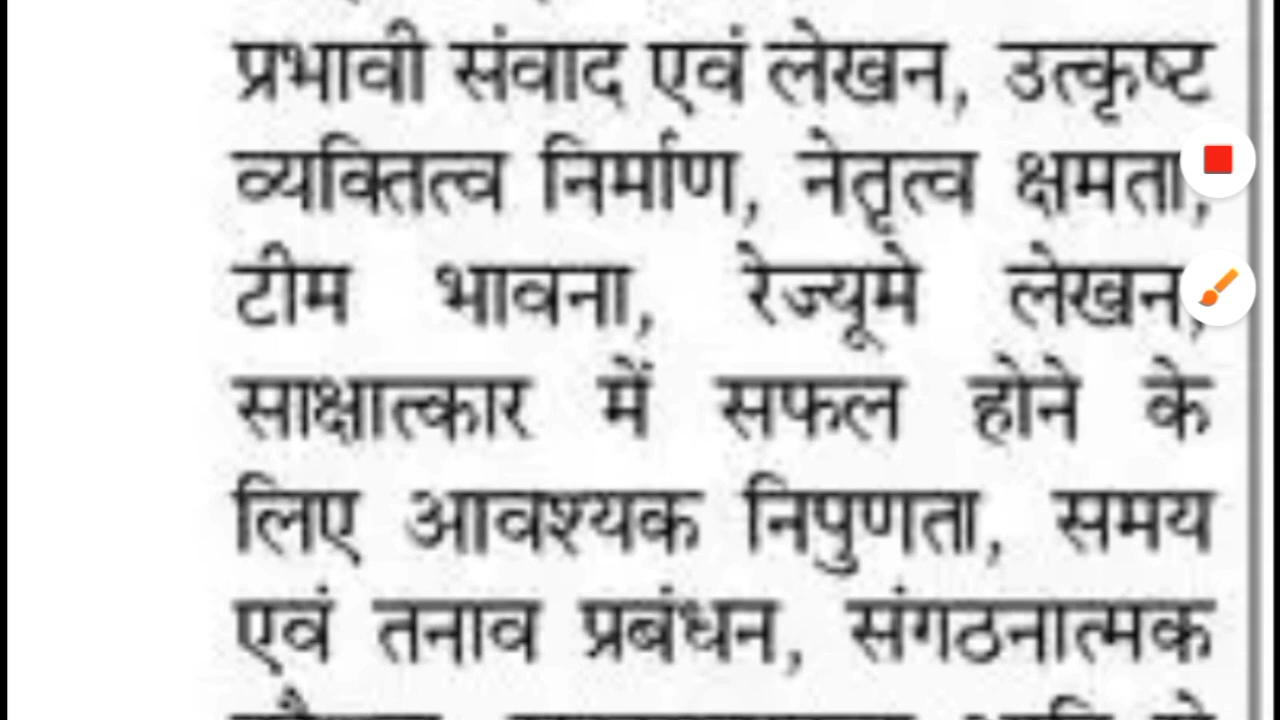 प्रभावी संवाद एवं लेखन, उत्कृष्ट
व्यक्तित्व निर्माण, नेतृत्व क्षमता,
टीम भावना, रेज्यूमे लेखन,
साक्षात्कार में सफल होने के
लिए आवश्यक निपुणता, समय
एवं तनाव प्रबंधन, संगठनात्मक